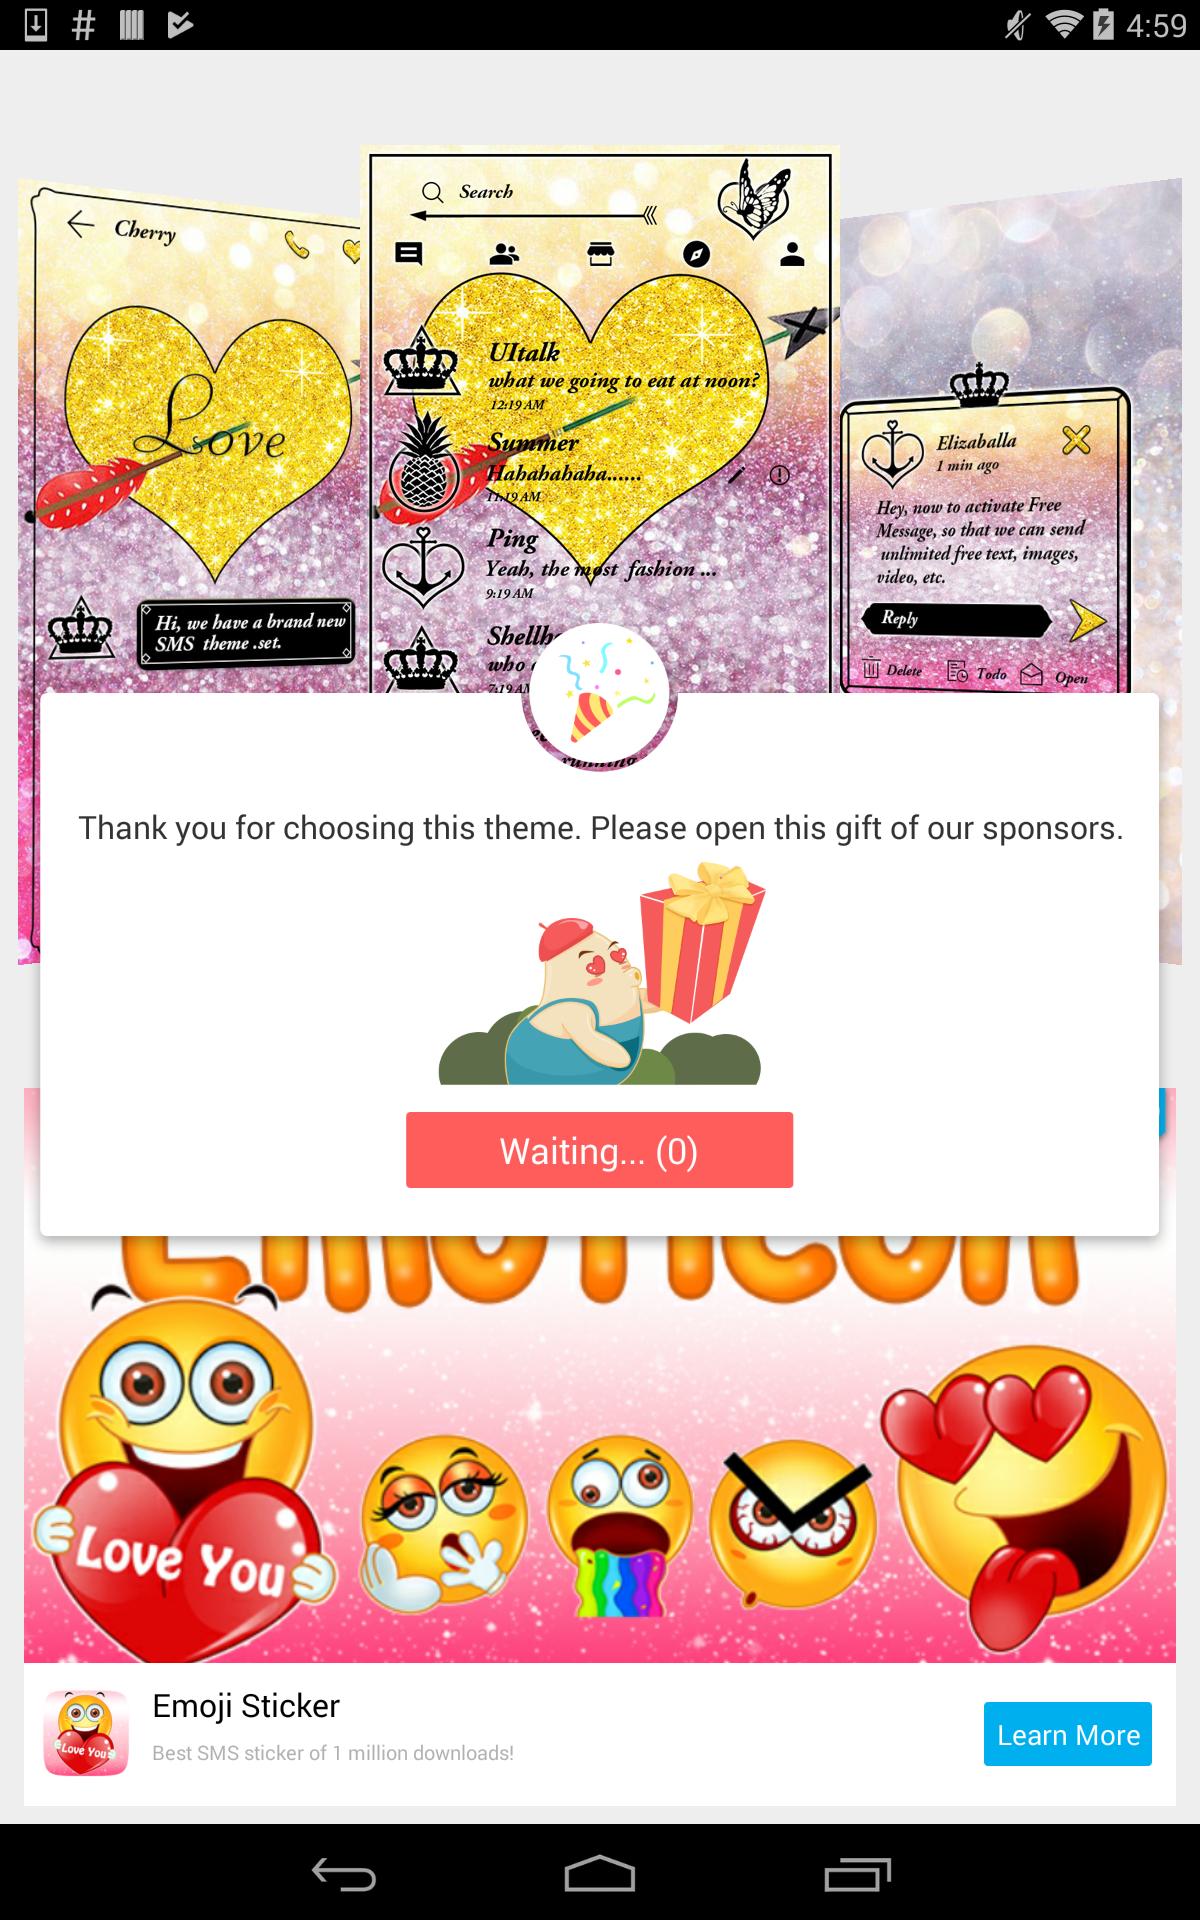 4:59
Cherry
Love
Hi, we have a brand new
SMS theme .set.
Search
UItalk
what we going to eat at noon?
12:19 AM
Summer
Hahahahaha......
11:19 AM
Ping
Yeah, the most fashion ...
9:19 AM
who
7:19 AM
running
Elizaballa
1 min ago
Hey, now to activate Free
Message, so that we can send
unlimited free text, images,
video, etc.
Reply
Delete Todo Open
Thank you for choosing this theme. Please open this gift of our sponsors.
Waiting... (0)
EMOTICON
Love You
Love You
Emoji Sticker
Best SMS sticker of 1 million downloads!
Learn More